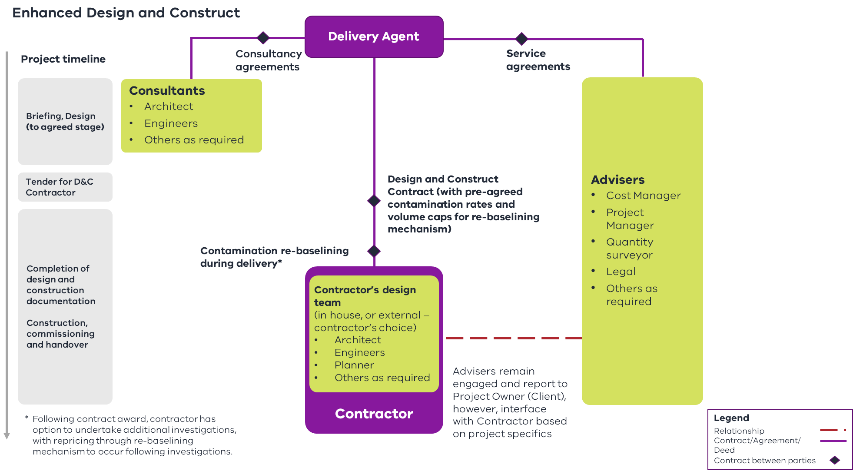 Enhanced Design and Construct
Delivery Agent
Project timeline
Consultancy
agreements
Service
agreements
Briefing, Design
(to agreed stage)
Consultants
• Architect
• Engineers
• Others as required
Tender for D&C
Contractor
Design and Construct
Contract (with pre-agreed
contamination rates and
volume caps for re-baselining
mechanism)
Advisers
• Cost Manager
• Project
Manager
• Quantity
surveyor
• Legal
• Others as
required
Contamination re-baselining
during delivery*
Completion of
design and
construction
documentation
Construction,
commissioning
and handover
Contractor's design
team
(in house, or external –
contractor's choice)
• Architect
• Engineers
• Planner
• Others as required
Contractor
Advisers remain
engaged and report to
Project Owner (Client),
however, interface
with Contractor based
on project specifics
* Following contract award, contractor has
option to undertake additional investigations,
with repricing through re-baselining
mechanism to occur following investigations.
Legend
Relationship
Contract/Agreement/
Deed
Contract between parties